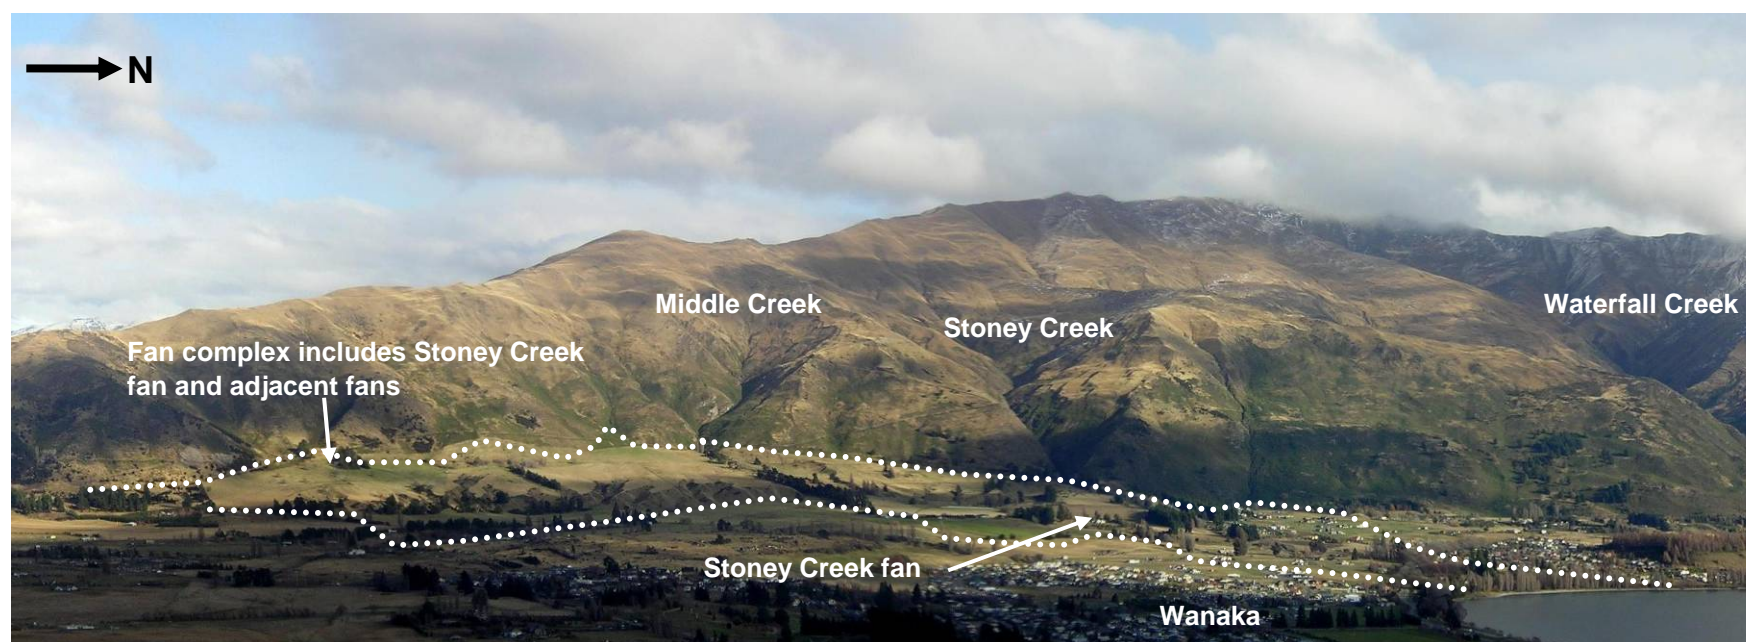 N
Middle Creek
Waterfall Creek
Stoney Creek
Fan complex includes Stoney Creek
fan and adjacent fans
Stoney Creek fan
Wanaka